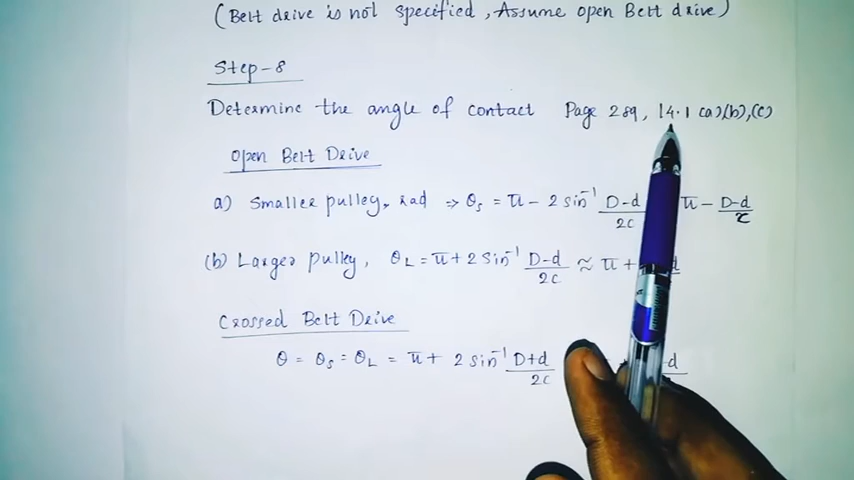 (Belt drive is not specified, Assume open Belt drive)
Step-8
Determine the angle of contact Page 289, 14.1 (a)(b),(c)
Open Belt Drive
a) Smaller pulley, rad ⇒ θs = π - 2 sin⁻¹ D-d/2c π - D-d/c
(b) Larger pulley, θL = π + 2 sin⁻¹ D-d/2c ≈ π +
Crossed Belt Drive
θ = θs = θL = π + 2 sin⁻¹ D+d/2c